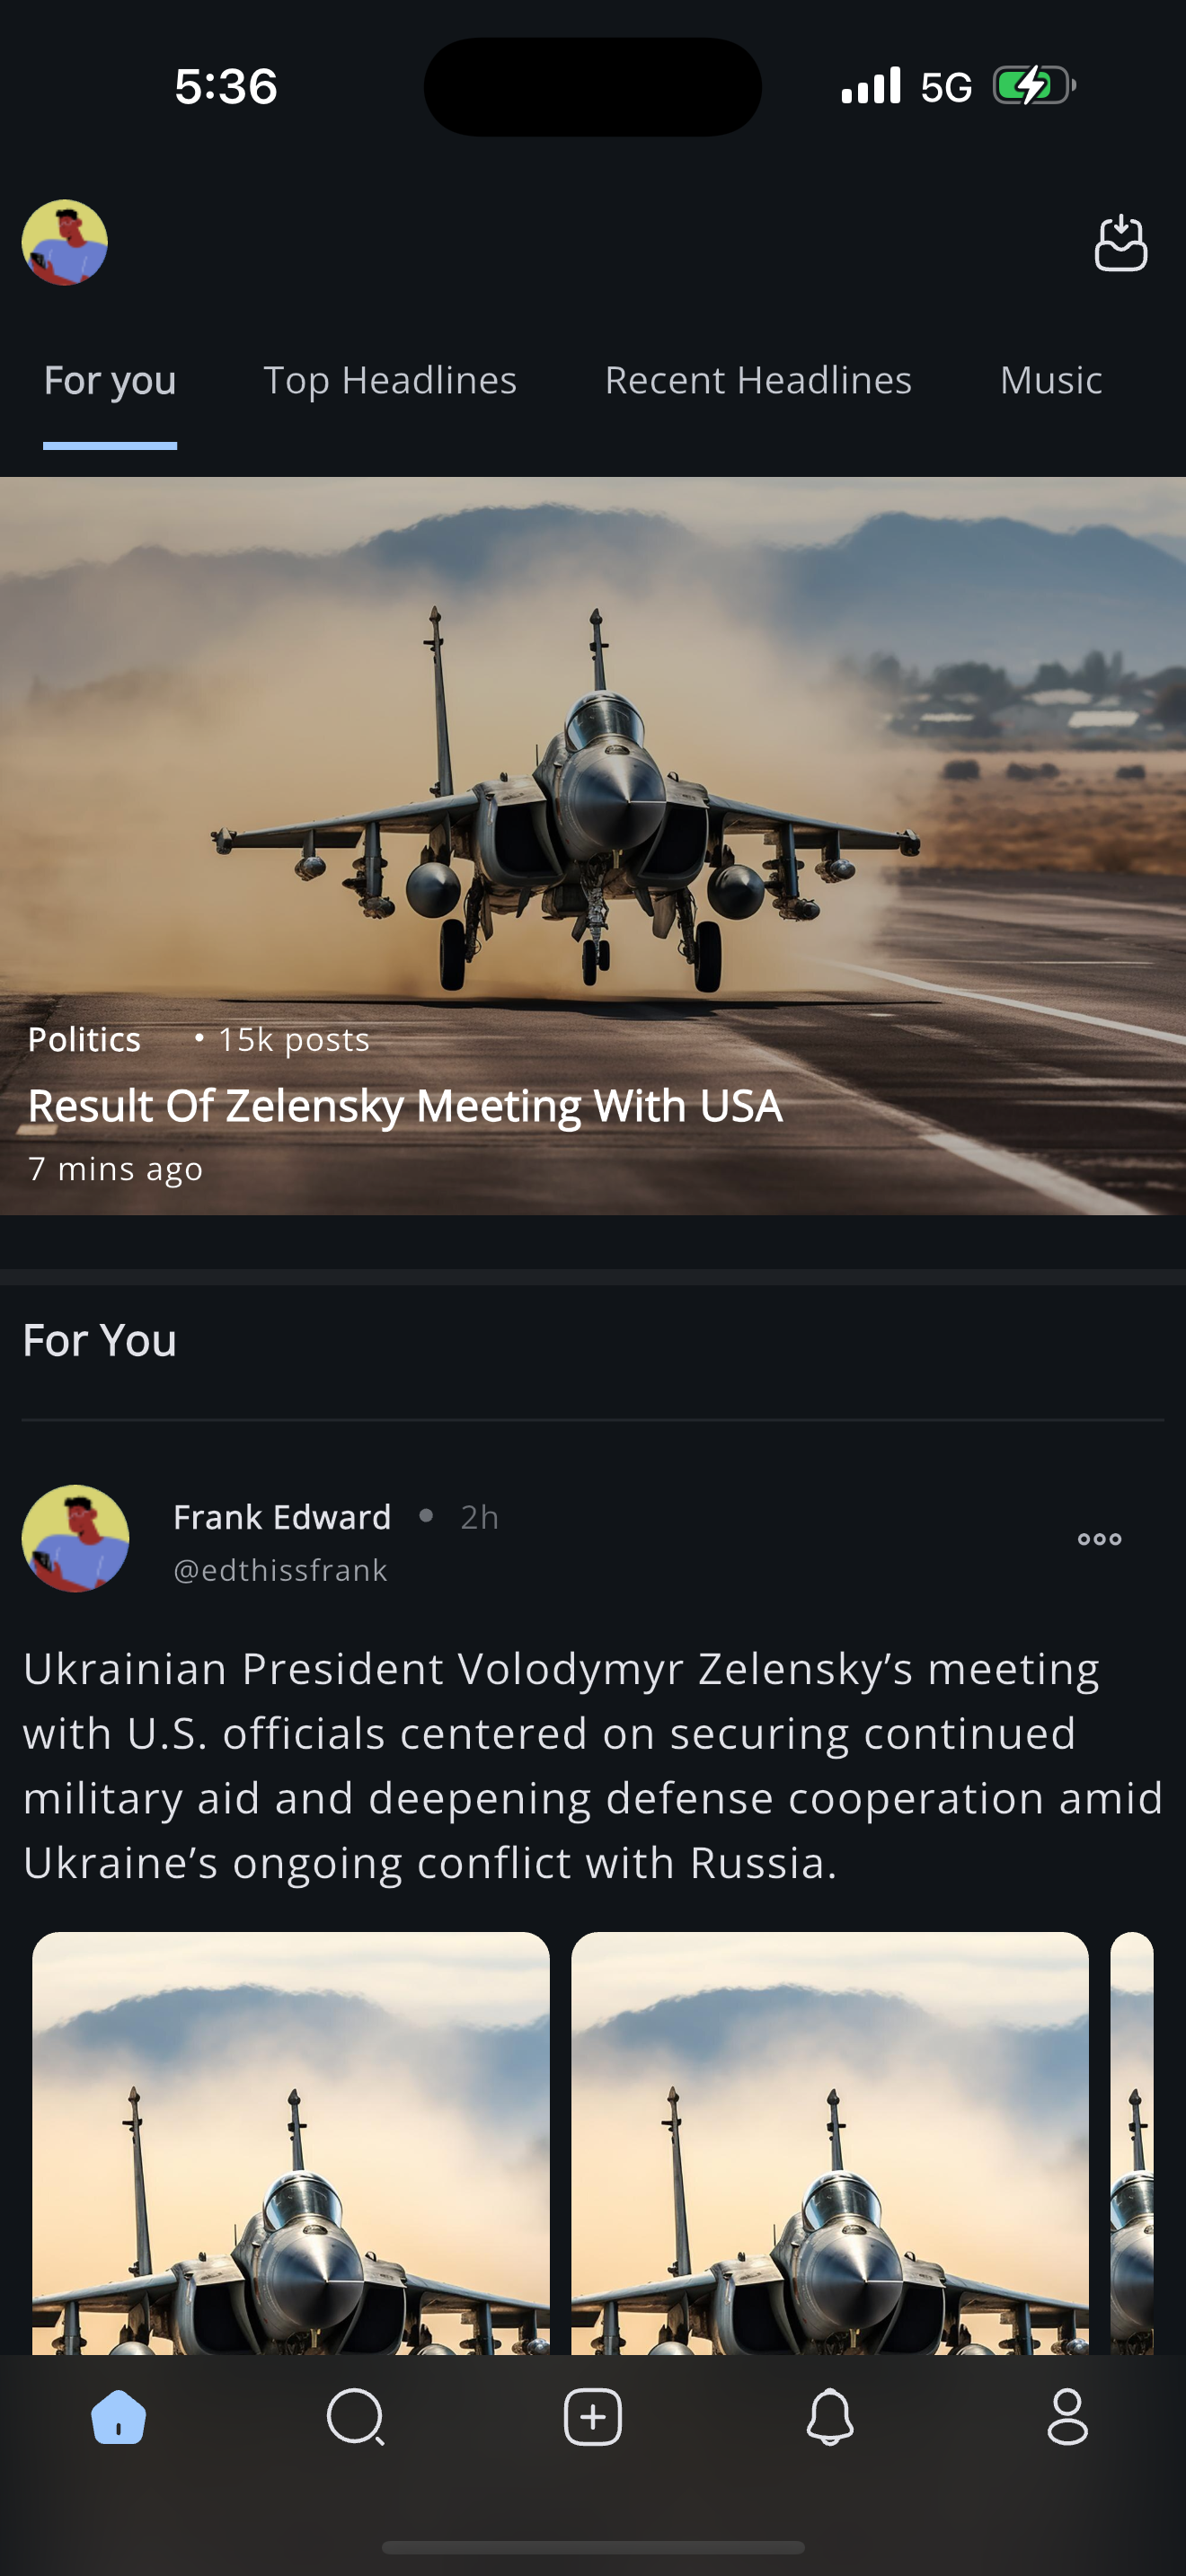 5:36
5G
For you
Top Headlines
Recent Headlines
Music
Politics • 15k posts
Result Of Zelensky Meeting With USA
7 mins ago
For You
Frank Edward • 2h
@edthissfrank
Ukrainian President Volodymyr Zelensky’s meeting
with U.S. officials centered on securing continued
military aid and deepening defense cooperation amid
Ukraine’s ongoing conflict with Russia.